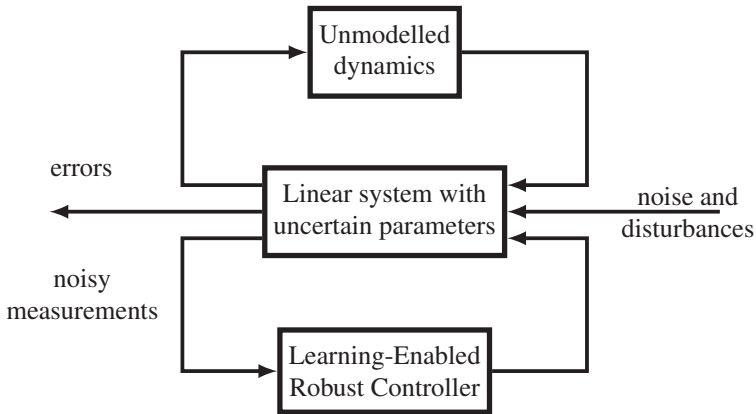 Unmodelled
dynamics
errors
Linear system with
uncertain parameters
noise and
disturbances
noisy
measurements
Learning-Enabled
Robust Controller